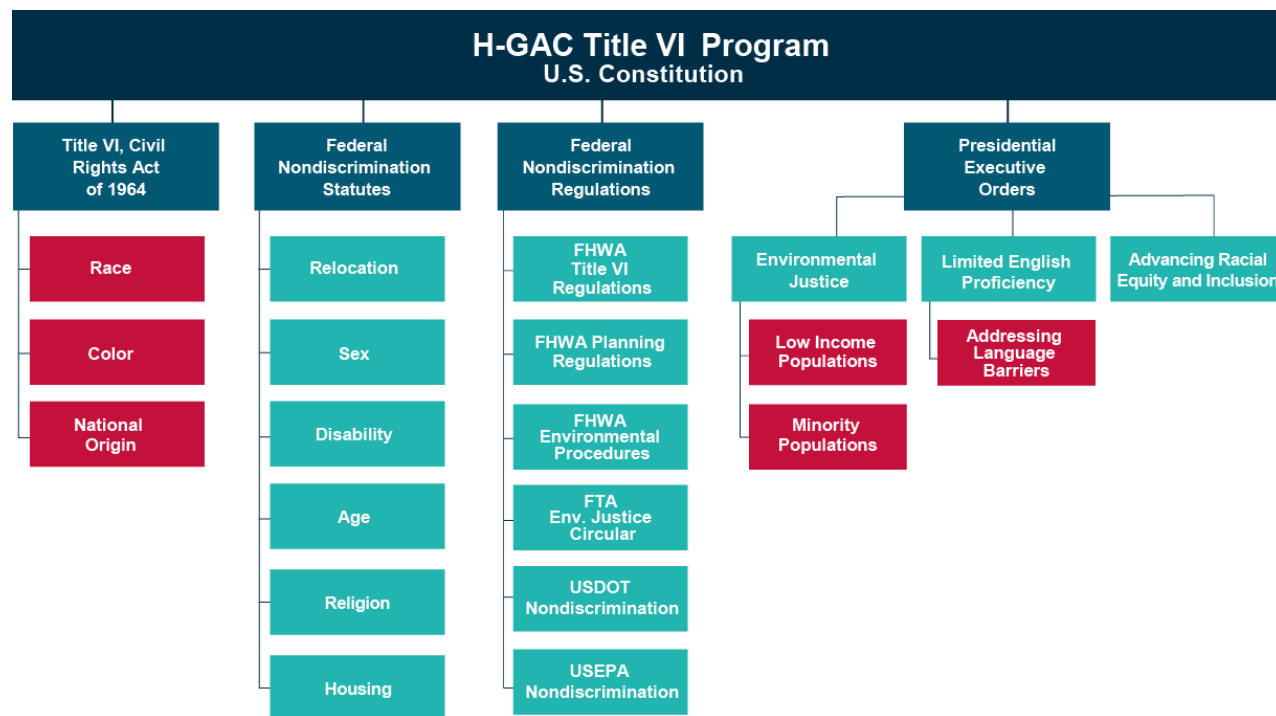 H-GAC Title VI Program
U.S. Constitution
Title VI, Civil
Rights Act
of 1964
Race
Color
National
Origin
Federal
Nondiscrimination
Statutes
Relocation
Sex
Disability
Age
Religion
Housing
Federal
Nondiscrimination
Regulations
FHWA
Title VI
Regulations
FHWA Planning
Regulations
FHWA
Environmental
Procedures
FTA
Env. Justice
Circular
USDOT
Nondiscrimination
USEPA
Nondiscrimination
Presidential
Executive
Orders
Environmental
Justice
Low Income
Populations
Minority
Populations
Limited English
Proficiency
Addressing
Language
Barriers
Advancing Racial
Equity and Inclusion